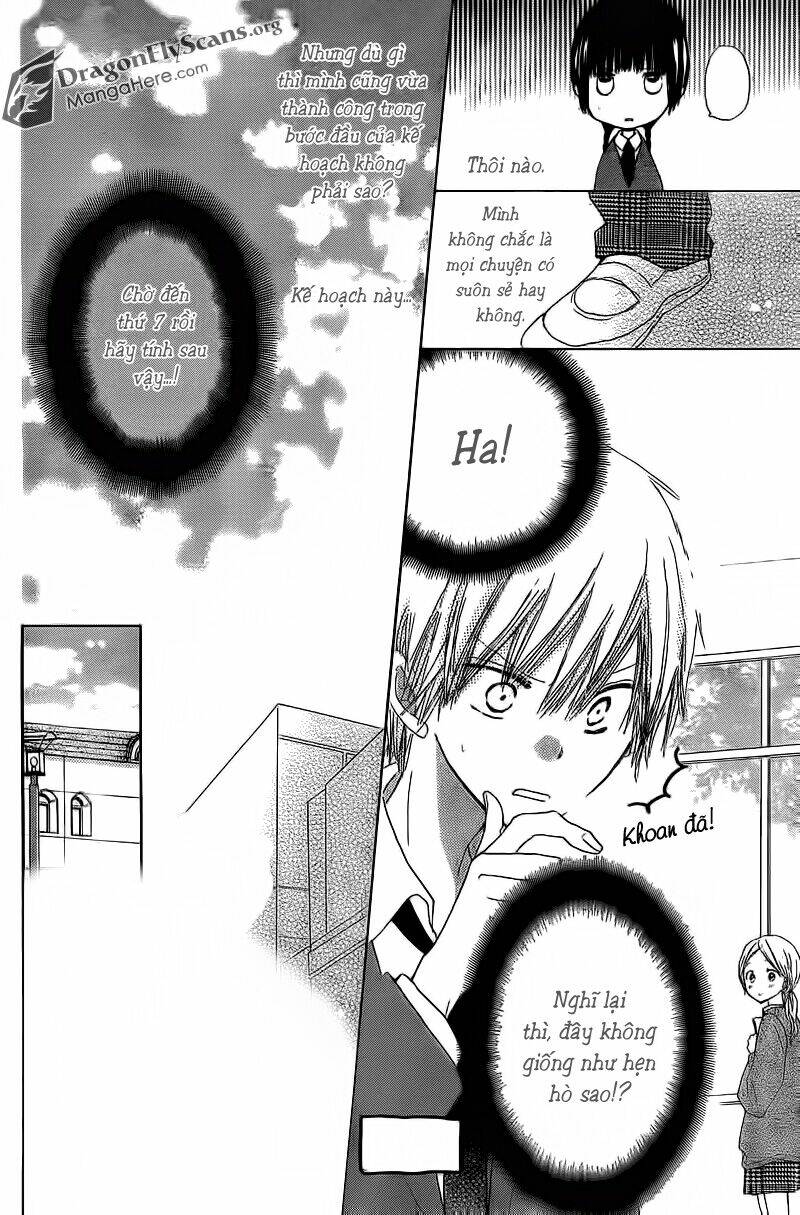 DragonFlyScans.org
MangaHere.com
Thôi nào.
Mình
không chắc là
mọi chuyện có
suôn sẻ hay
không.
Nhưng dù gì
thì mình cũng vừa
thành công trong
bước đầu của kế
hoạch không
phải sao?
Kế hoạch này...
Chờ đến
thứ 7 rồi
hãy tính sau
vậy...!
Ha!
Khoan đã!
Nghĩ lại
thì, đây không
giống như hẹn
hò sao!?